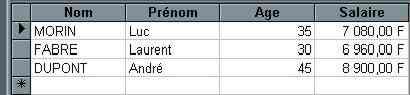 Nom Prénom Age Salaire
MORIN Luc 35 7 080,00 F
FABRE Laurent 30 6 960,00 F
DUPONT André 45 8 900,00 F